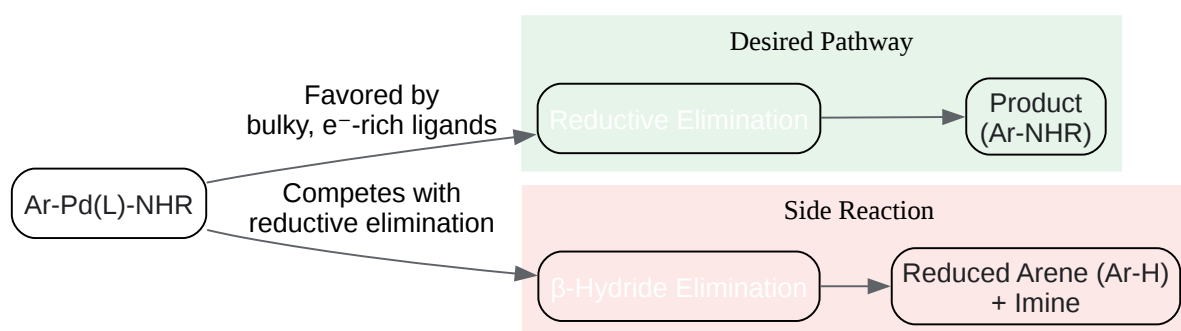 Desired Pathway
Favored by
bulky, e⁻-rich ligands
Reductive Elimination
Product
(Ar-NHR)
Ar-Pd(L)-NHR
Competes with
reductive elimination
Side Reaction
β-Hydride Elimination
Reduced Arene (Ar-H)
+ Imine